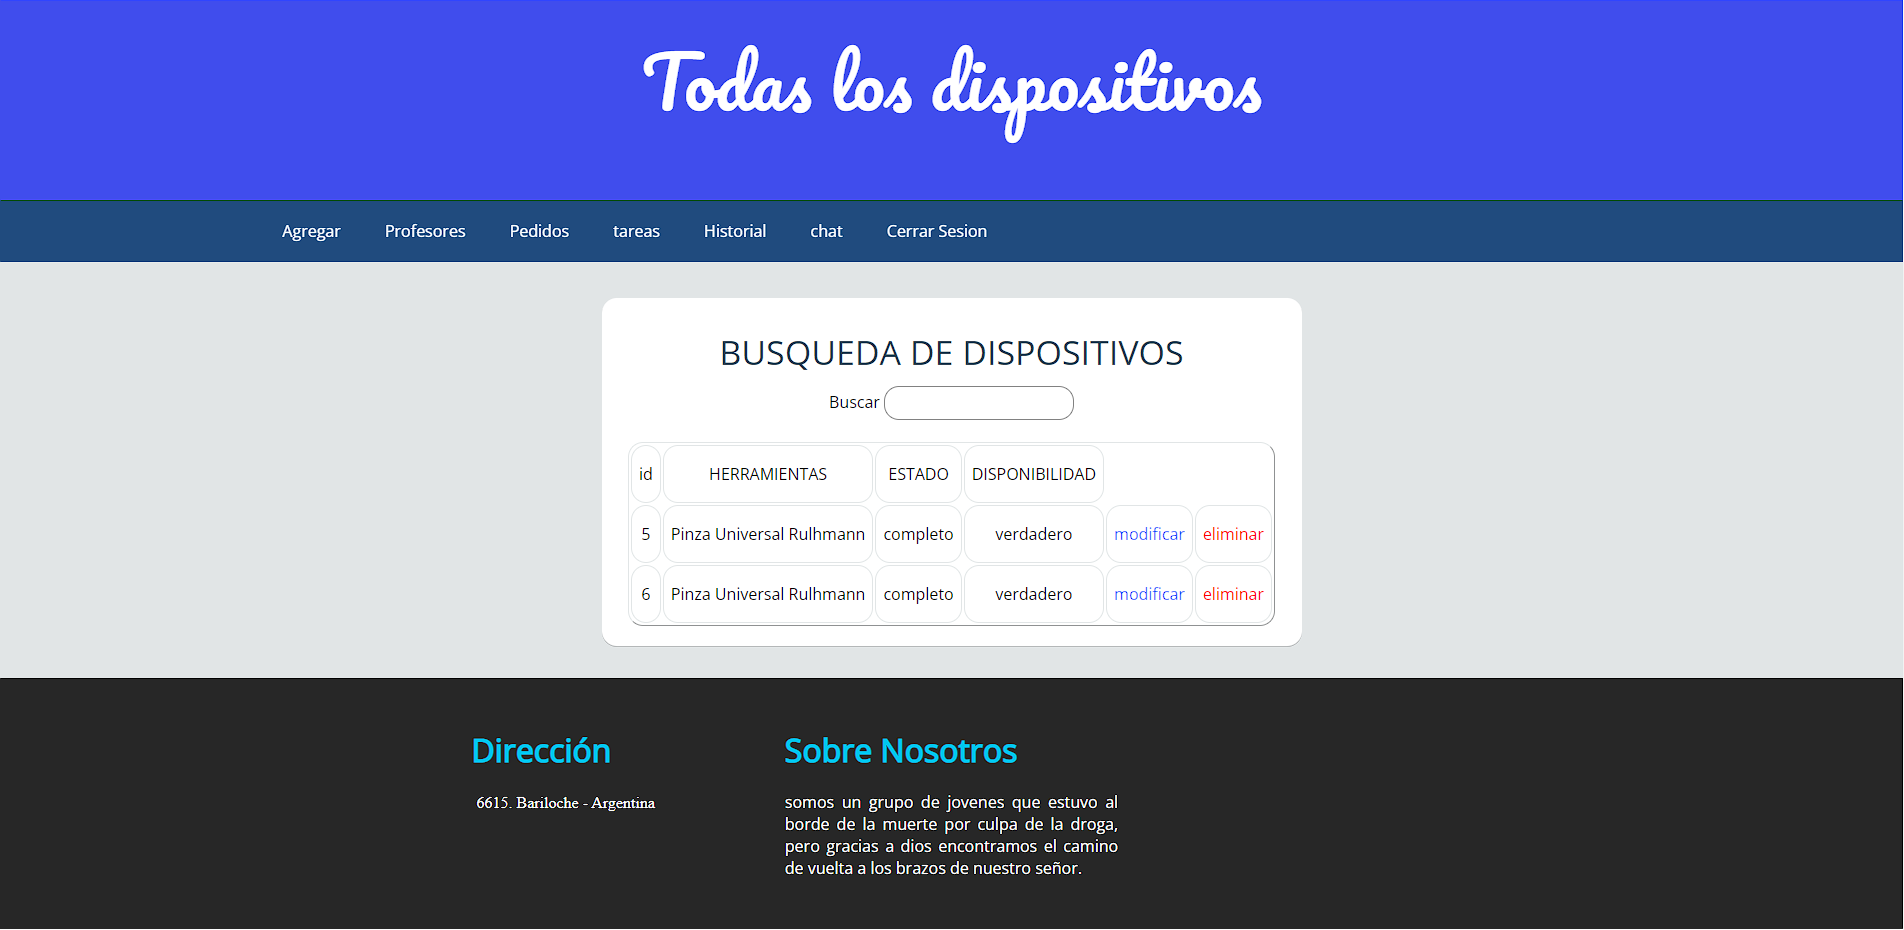 Todas los dispositivos
Agregar Profesores Pedidos tareas Historial chat Cerrar Sesion
BUSQUEDA DE DISPOSITIVOS
Buscar
id HERRAMIENTAS ESTADO DISPONIBILIDAD
5 Pinza Universal Rulhmann completo verdadero modificar eliminar
6 Pinza Universal Rulhmann completo verdadero modificar eliminar
Dirección
6615. Bariloche - Argentina
Sobre Nosotros
somos un grupo de jovenes que estuvo al
borde de la muerte por culpa de la droga,
pero gracias a dios encontramos el camino
de vuelta a los brazos de nuestro señor.